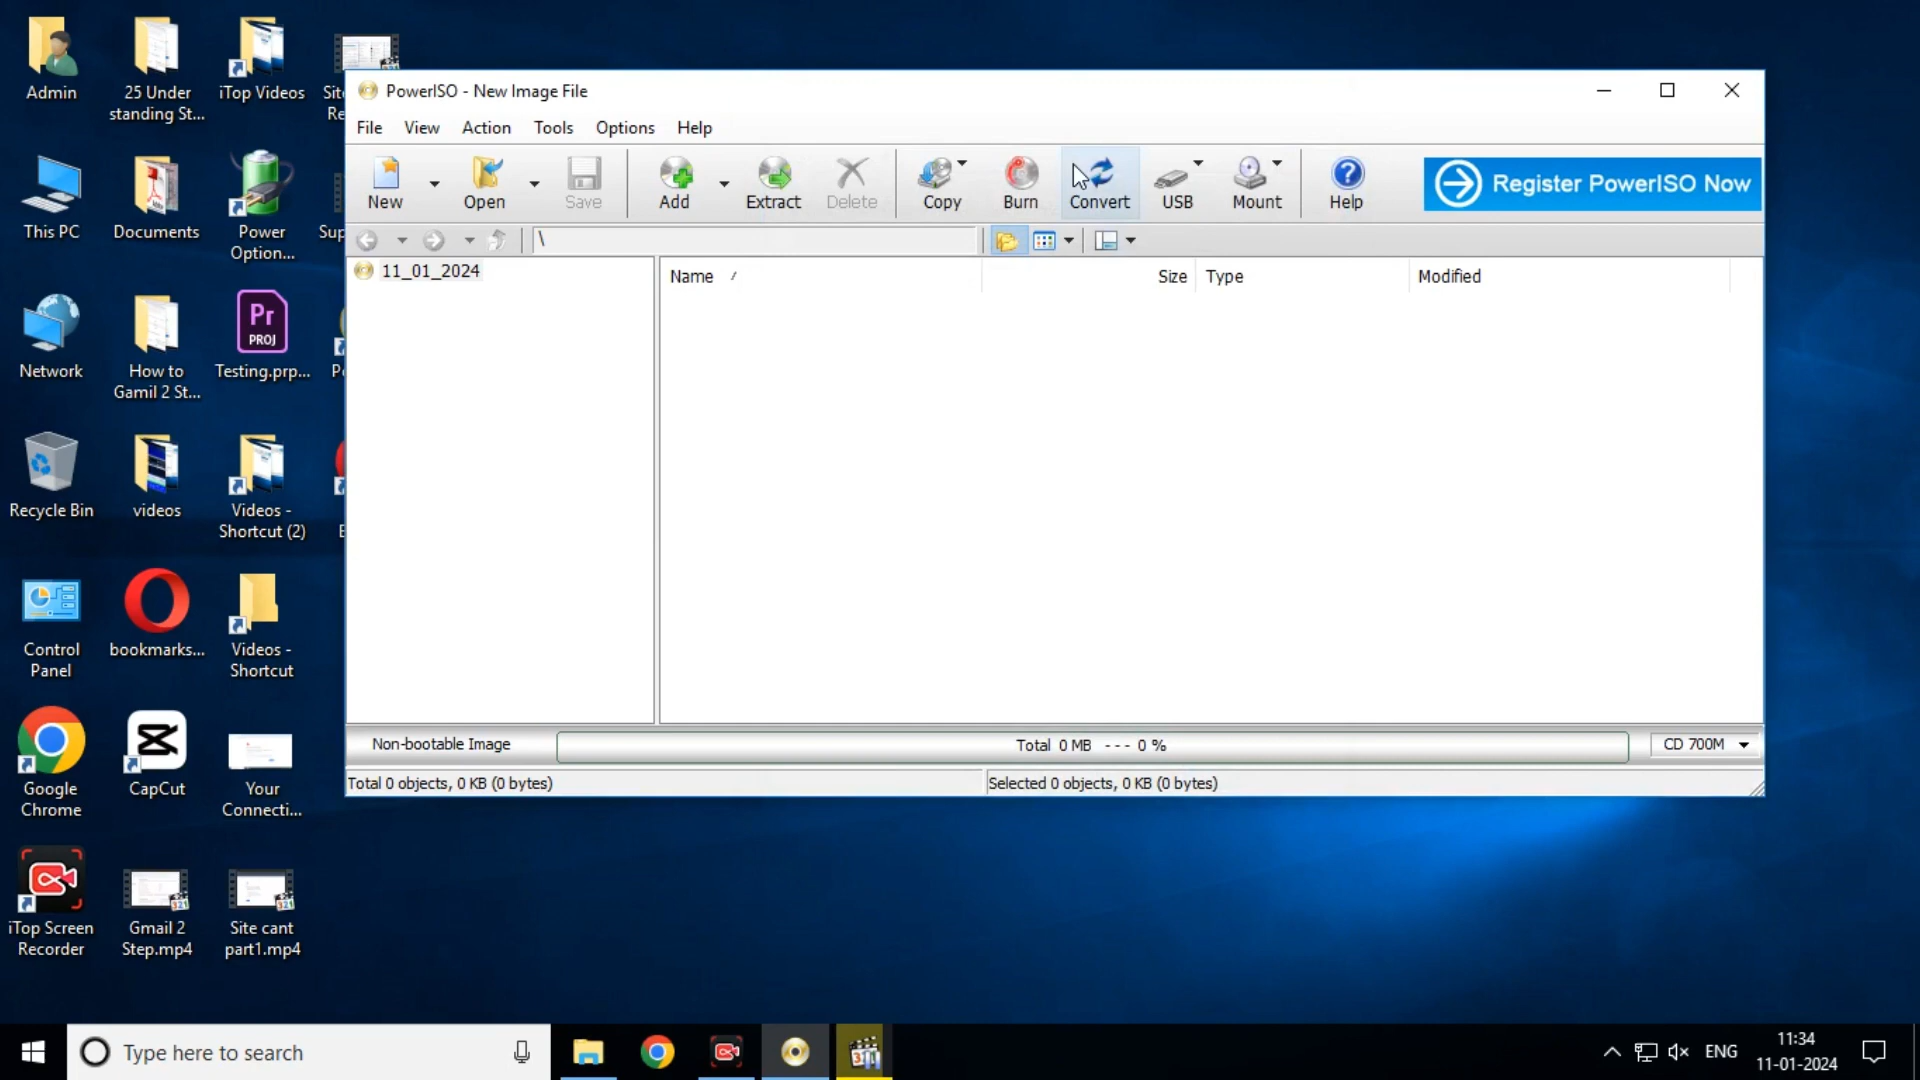 Admin
25 Under
standing St...
iTop Videos
This PC
Documents
Power
Option...
Network
How to
Gamil 2 St...
Pr
PROJ
Testing.prp...
Recycle Bin
videos
Videos -
Shortcut (2)
Control
Panel
bookmarks...
Videos -
Shortcut
Google
Chrome
CapCut
Your
Connecti...
iTop Screen
Recorder
Gmail 2
Step.mp4
Site cant
part1.mp4
PowerISO - New Image File
File View Action Tools Options Help
New Open Save Add Extract Delete Copy Burn Convert USB Mount Help
Register PowerISO Now
\
11_01_2024
Name Size Type Modified
Non-bootable Image
Total 0 MB --- 0 %
CD 700M
Total 0 objects, 0 KB (0 bytes)
Selected 0 objects, 0 KB (0 bytes)
Type here to search
ENG
11:34
11-01-2024